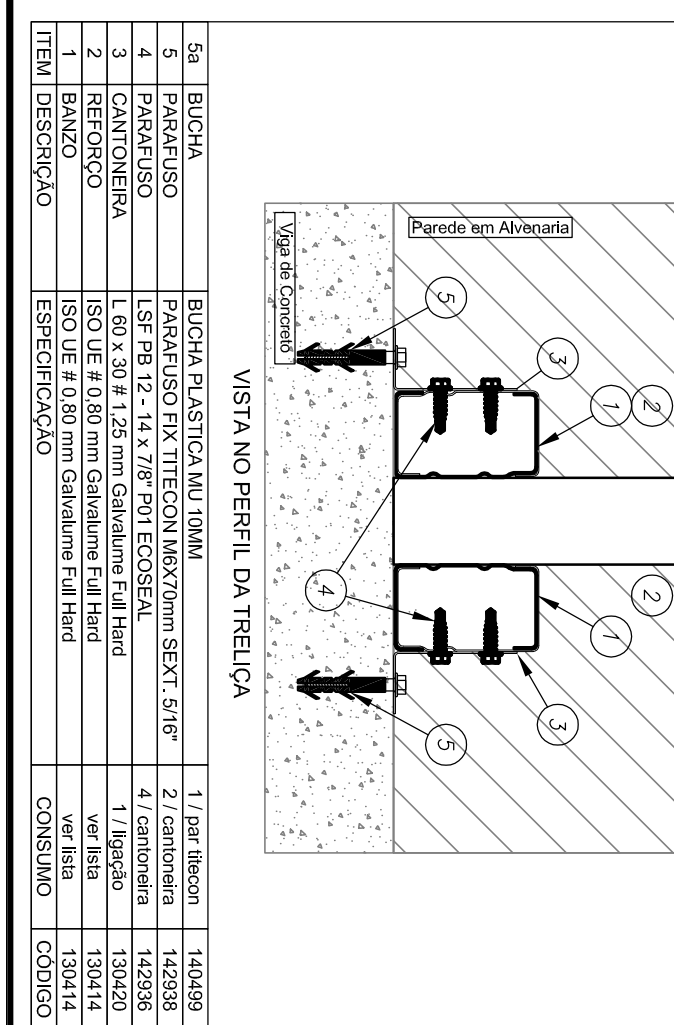 Parede em Alvenaria
Viga de Concreto
5
3
1
2
4
2
1
3
5
VISTA NO PERFIL DA TRELIÇA
5a BUCHA BUCHA PLASTICA MU 10MM 1 / par titecon 140499
5 PARAFUSO PARAFUSO FIX TITECON M6X70mm SEXT. 5/16" 2 / cantoneira 142938
4 PARAFUSO LSF PB 12 - 14 x 7/8" P01 ECOSEAL 4 / cantoneira 142936
3 CANTONEIRA L 60 x 30 # 1,25 mm Galvalume Full Hard 1 / ligação 130420
2 REFORÇO ISO UE # 0,80 mm Galvalume Full Hard ver lista 130414
1 BANZO ISO UE # 0,80 mm Galvalume Full Hard ver lista 130414
ITEM DESCRIÇÃO ESPECIFICAÇÃO CONSUMO CÓDIGO